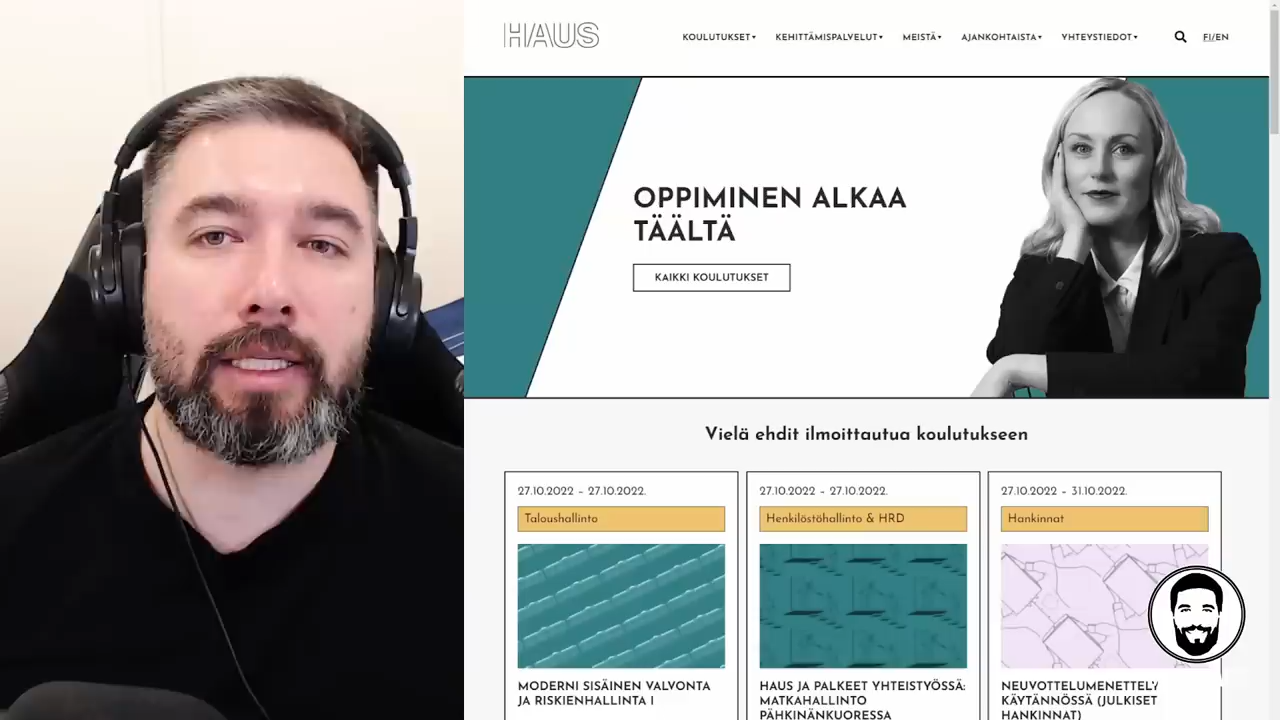 HAUS
KOULUTUKSET KEHITTÄMISPALVELUT MEISTÄ AJANKOHTAISTA YHTEYSTIEDOT FI/EN
OPPIMINEN ALKAA
TÄÄLTÄ
KAIKKI KOULUTUKSET
Vielä ehdit ilmoittautua koulutukseen
27.10.2022 – 27.10.2022.
Taloushallinto
MODERNI SISÄINEN VALVONTA
JA RISKIENHALLINTA I
27.10.2022 – 27.10.2022.
Henkilöstöhallinto & HRD
HAUS JA PALKEET YHTEISTYÖSSÄ:
MATKAHALLINTO
PÄHKINÄNKUORESSA
27.10.2022 – 31.10.2022.
Hankinnat
NEUVOTTELUMENETTELY
KÄYTÄNNÖSSÄ (JULKISET
HANKINNAT)